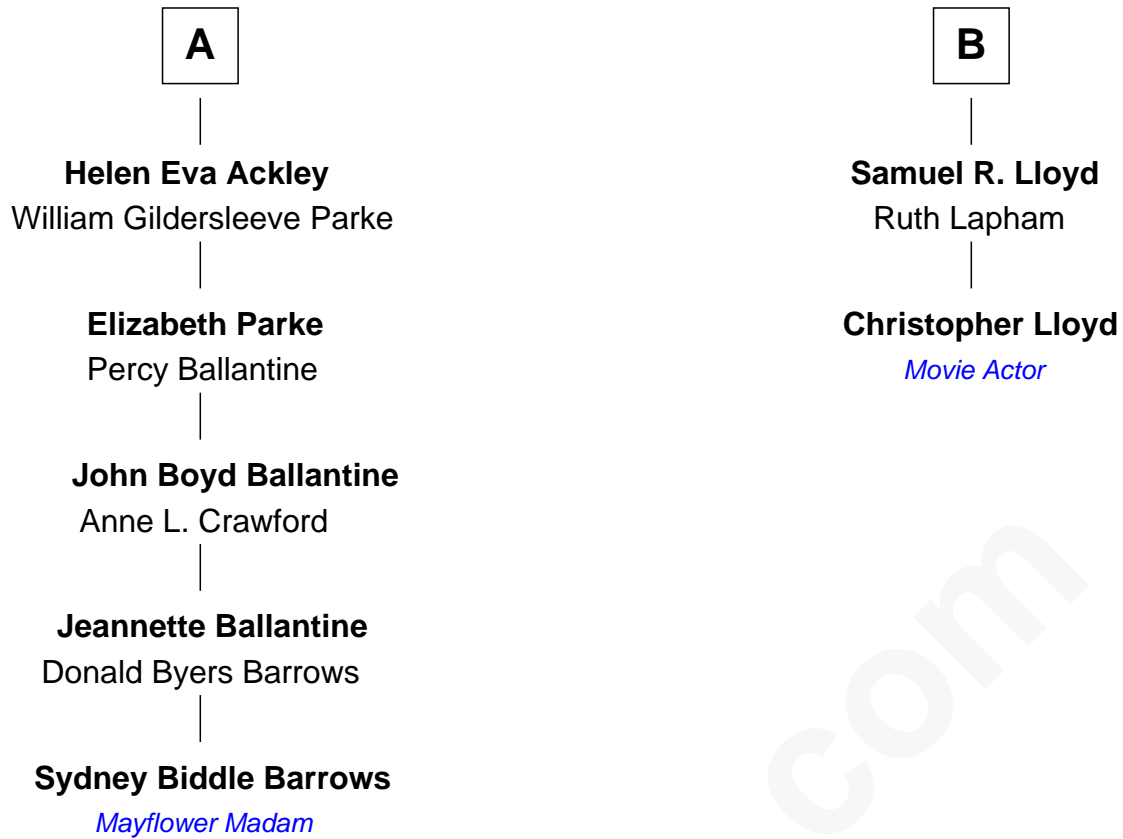 A
Helen Eva Ackley
William Gildersleeve Parke
Elizabeth Parke
Percy Ballantine
John Boyd Ballantine
Anne L. Crawford
Jeannette Ballantine
Donald Byers Barrows
Sydney Biddle Barrows
Mayflower Madam
B
Samuel R. Lloyd
Ruth Lapham
Christopher Lloyd
Movie Actor
com